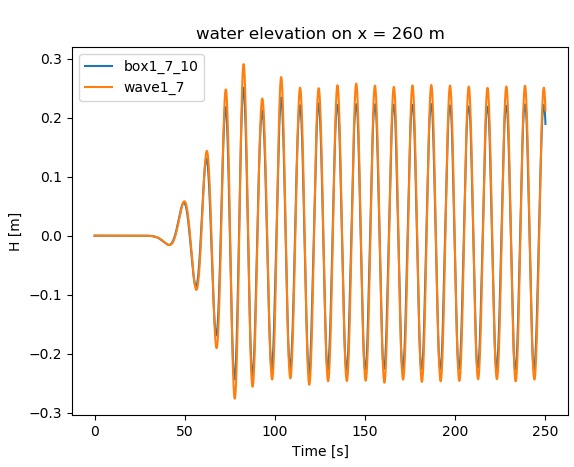 water elevation on x = 260 m
box1_7_10
wave1_7
H [m]
0.3
0.2
0.1
0.0
−0.1
−0.2
−0.3
0 50 100 150 200 250
Time [s]